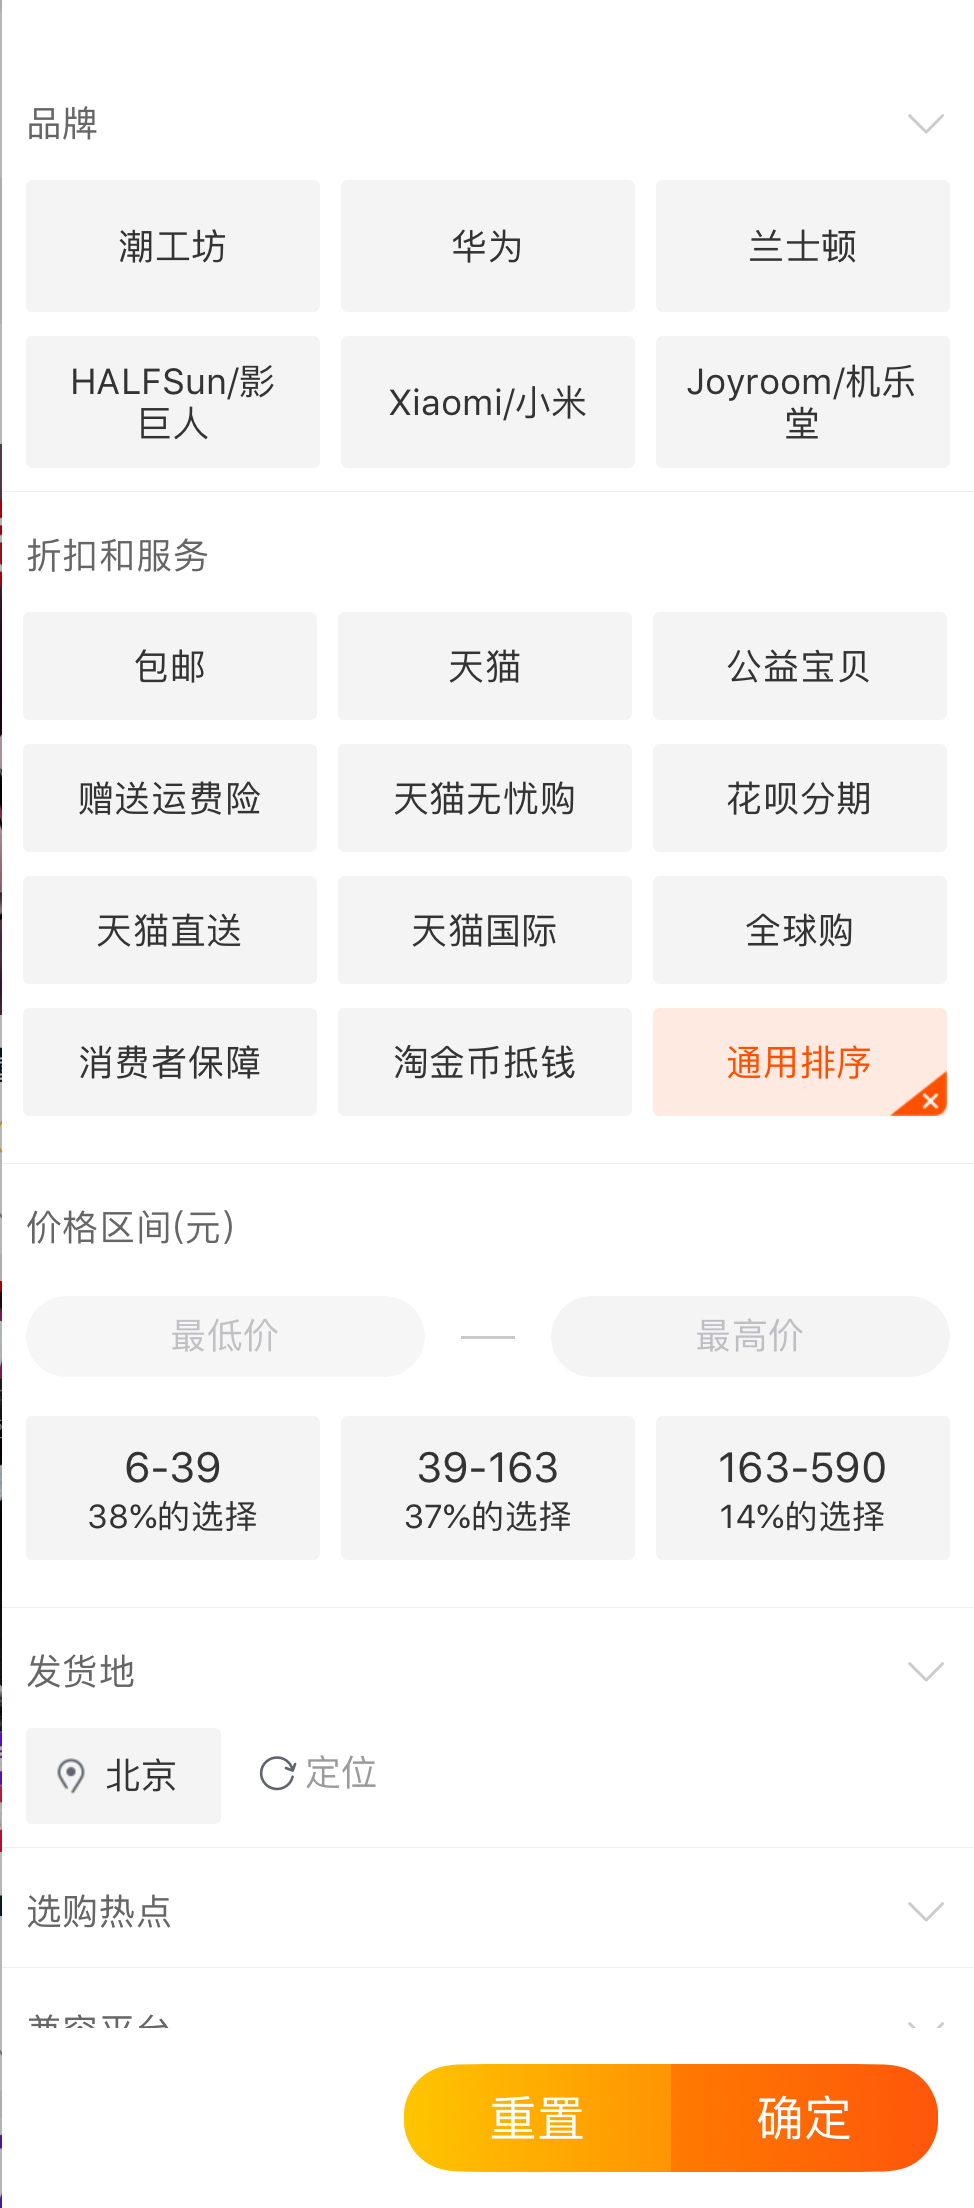 品牌
潮工坊
华为
兰士顿
HALFSun/影
巨人
Xiaomi/小米
Joyroom/机乐
堂
折扣和服务
包邮
天猫
公益宝贝
赠送运费险
天猫无忧购
花呗分期
天猫直送
天猫国际
全球购
消费者保障
淘金币抵钱
通用排序
价格区间(元)
最低价
最高价
6-39
38%的选择
39-163
37%的选择
163-590
14%的选择
发货地
北京
定位
选购热点
兼容平台
重置
确定